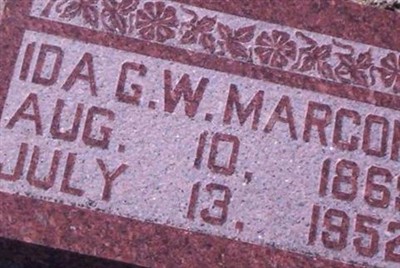 IDA G. W. MARCO
AUG. 10, 186
JULY 13, 1952